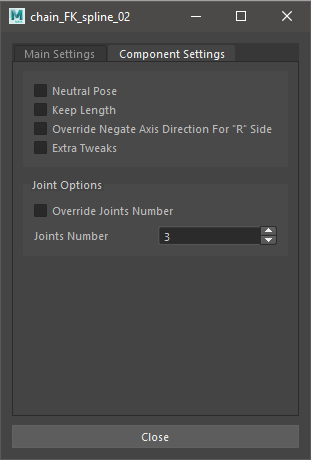 chain_FK_spline_02
Main Settings Component Settings
Neutral Pose
Keep Length
Override Negate Axis Direction For "R" Side
Extra Tweaks
Joint Options
Override Joints Number
Joints Number 3
Close